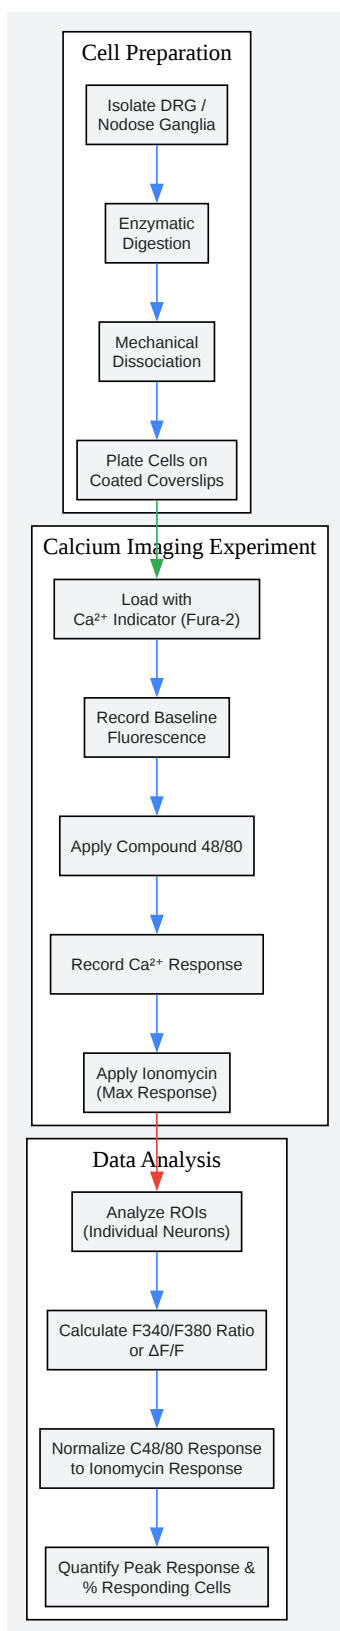 Cell Preparation
Isolate DRG /
Nodose Ganglia
Enzymatic
Digestion
Mechanical
Dissociation
Plate Cells on
Coated Coverslips
Calcium Imaging Experiment
Load with
Ca²⁺ Indicator (Fura-2)
Record Baseline
Fluorescence
Apply Compound 48/80
Record Ca²⁺ Response
Apply Ionomycin
(Max Response)
Data Analysis
Analyze ROIs
(Individual Neurons)
Calculate F340/F380 Ratio
or ΔF/F
Normalize C48/80 Response
to Ionomycin Response
Quantify Peak Response &
% Responding Cells